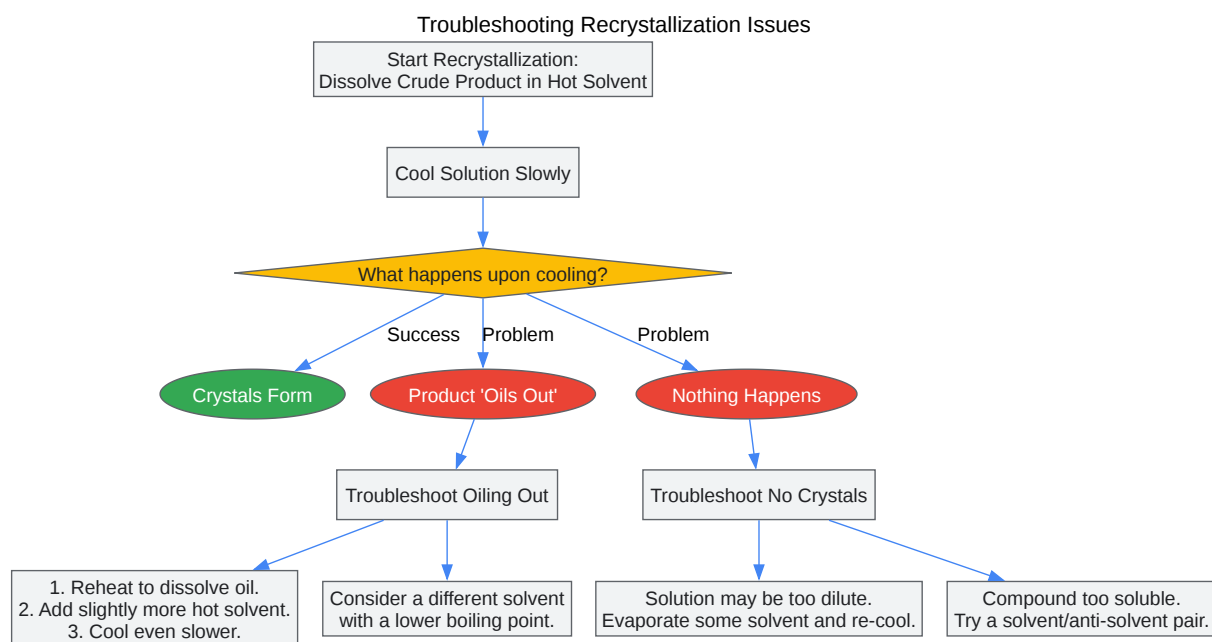 Troubleshooting Recrystallization Issues
Start Recrystallization:
Dissolve Crude Product in Hot Solvent
Cool Solution Slowly
What happens upon cooling?
Success
Problem
Problem
Crystals Form
Product 'Oils Out'
Nothing Happens
Troubleshoot Oiling Out
Troubleshoot No Crystals
1. Reheat to dissolve oil.
2. Add slightly more hot solvent.
3. Cool even slower.
Consider a different solvent
with a lower boiling point.
Solution may be too dilute.
Evaporate some solvent and re-cool.
Compound too soluble.
Try a solvent/anti-solvent pair.